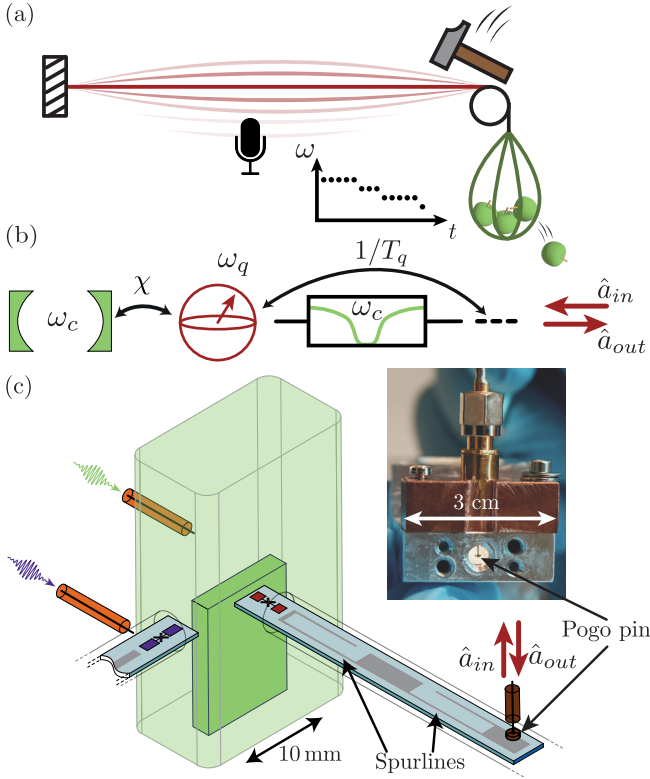 (a)
ω
t
(b)
ω_q
1/T_q
χ
ω_c
ω_c
â_in
â_out
(c)
3 cm
Pogo pin
â_in
â_out
10 mm
Spurlines